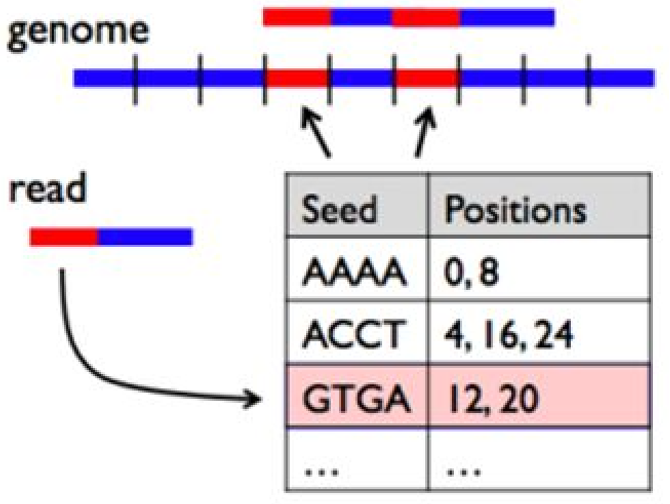 genome
read
Seed Positions
AAAA 0, 8
ACCT 4, 16, 24
GTGA 12, 20
... ...